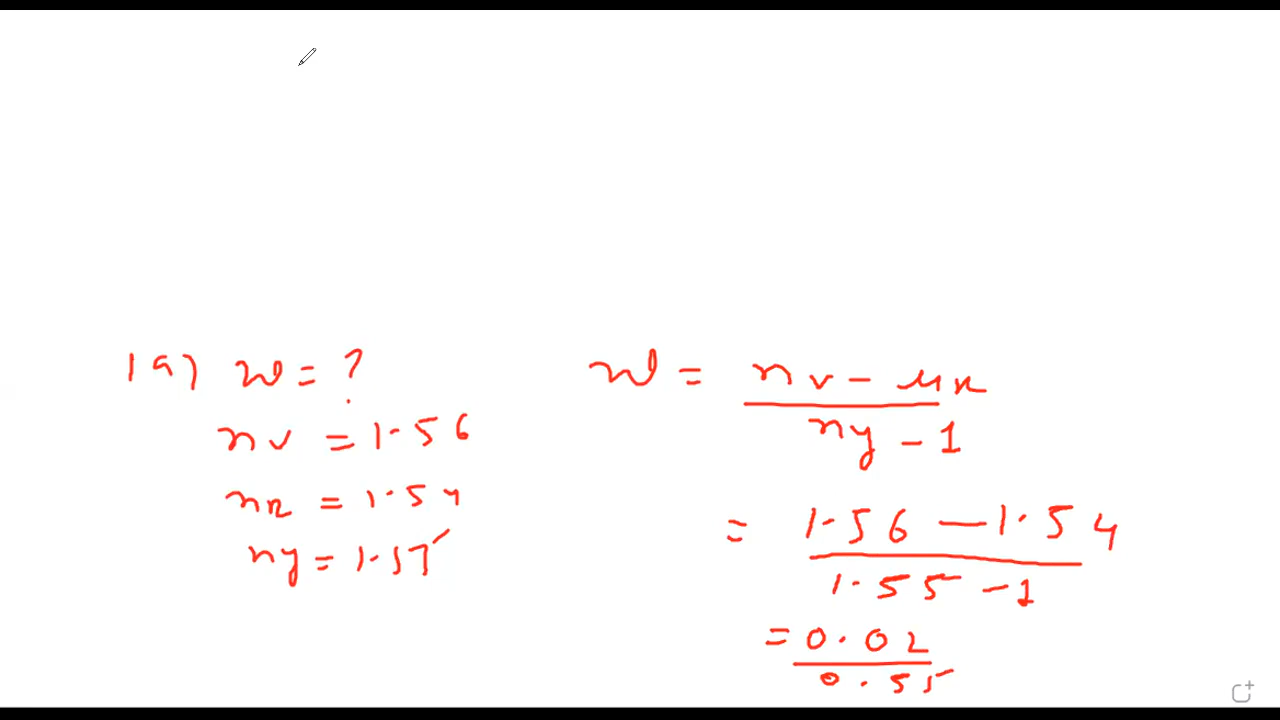 19) w = ?
nv = 1.56
nr = 1.54
ny = 1.55
w = nv - μr
ny - 1
= 1.56 - 1.54
1.55 - 1
= 0.02
0.55